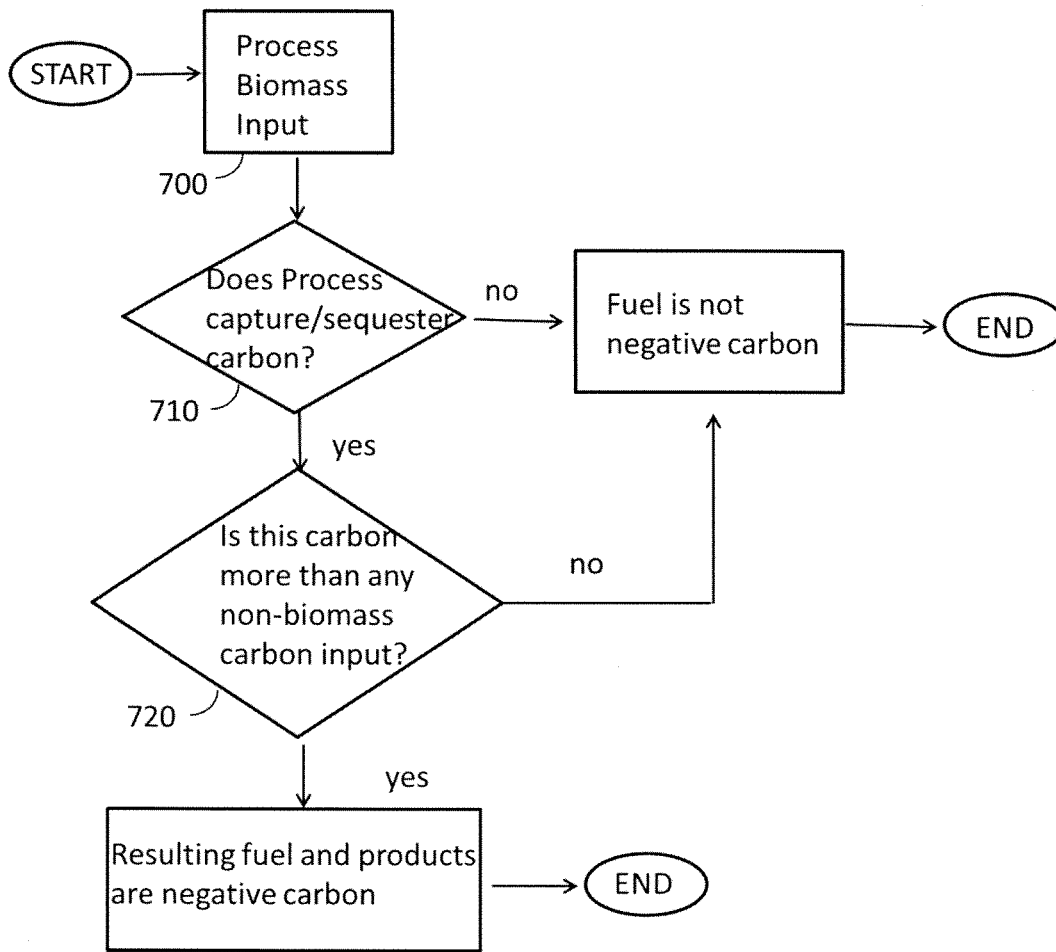 START
Process
Biomass
Input
700
Does Process
capture/sequester
carbon?
710
no
Fuel is not
negative carbon
END
yes
Is this carbon
more than any
non-biomass
carbon input?
720
no
yes
Resulting fuel and products
are negative carbon
END